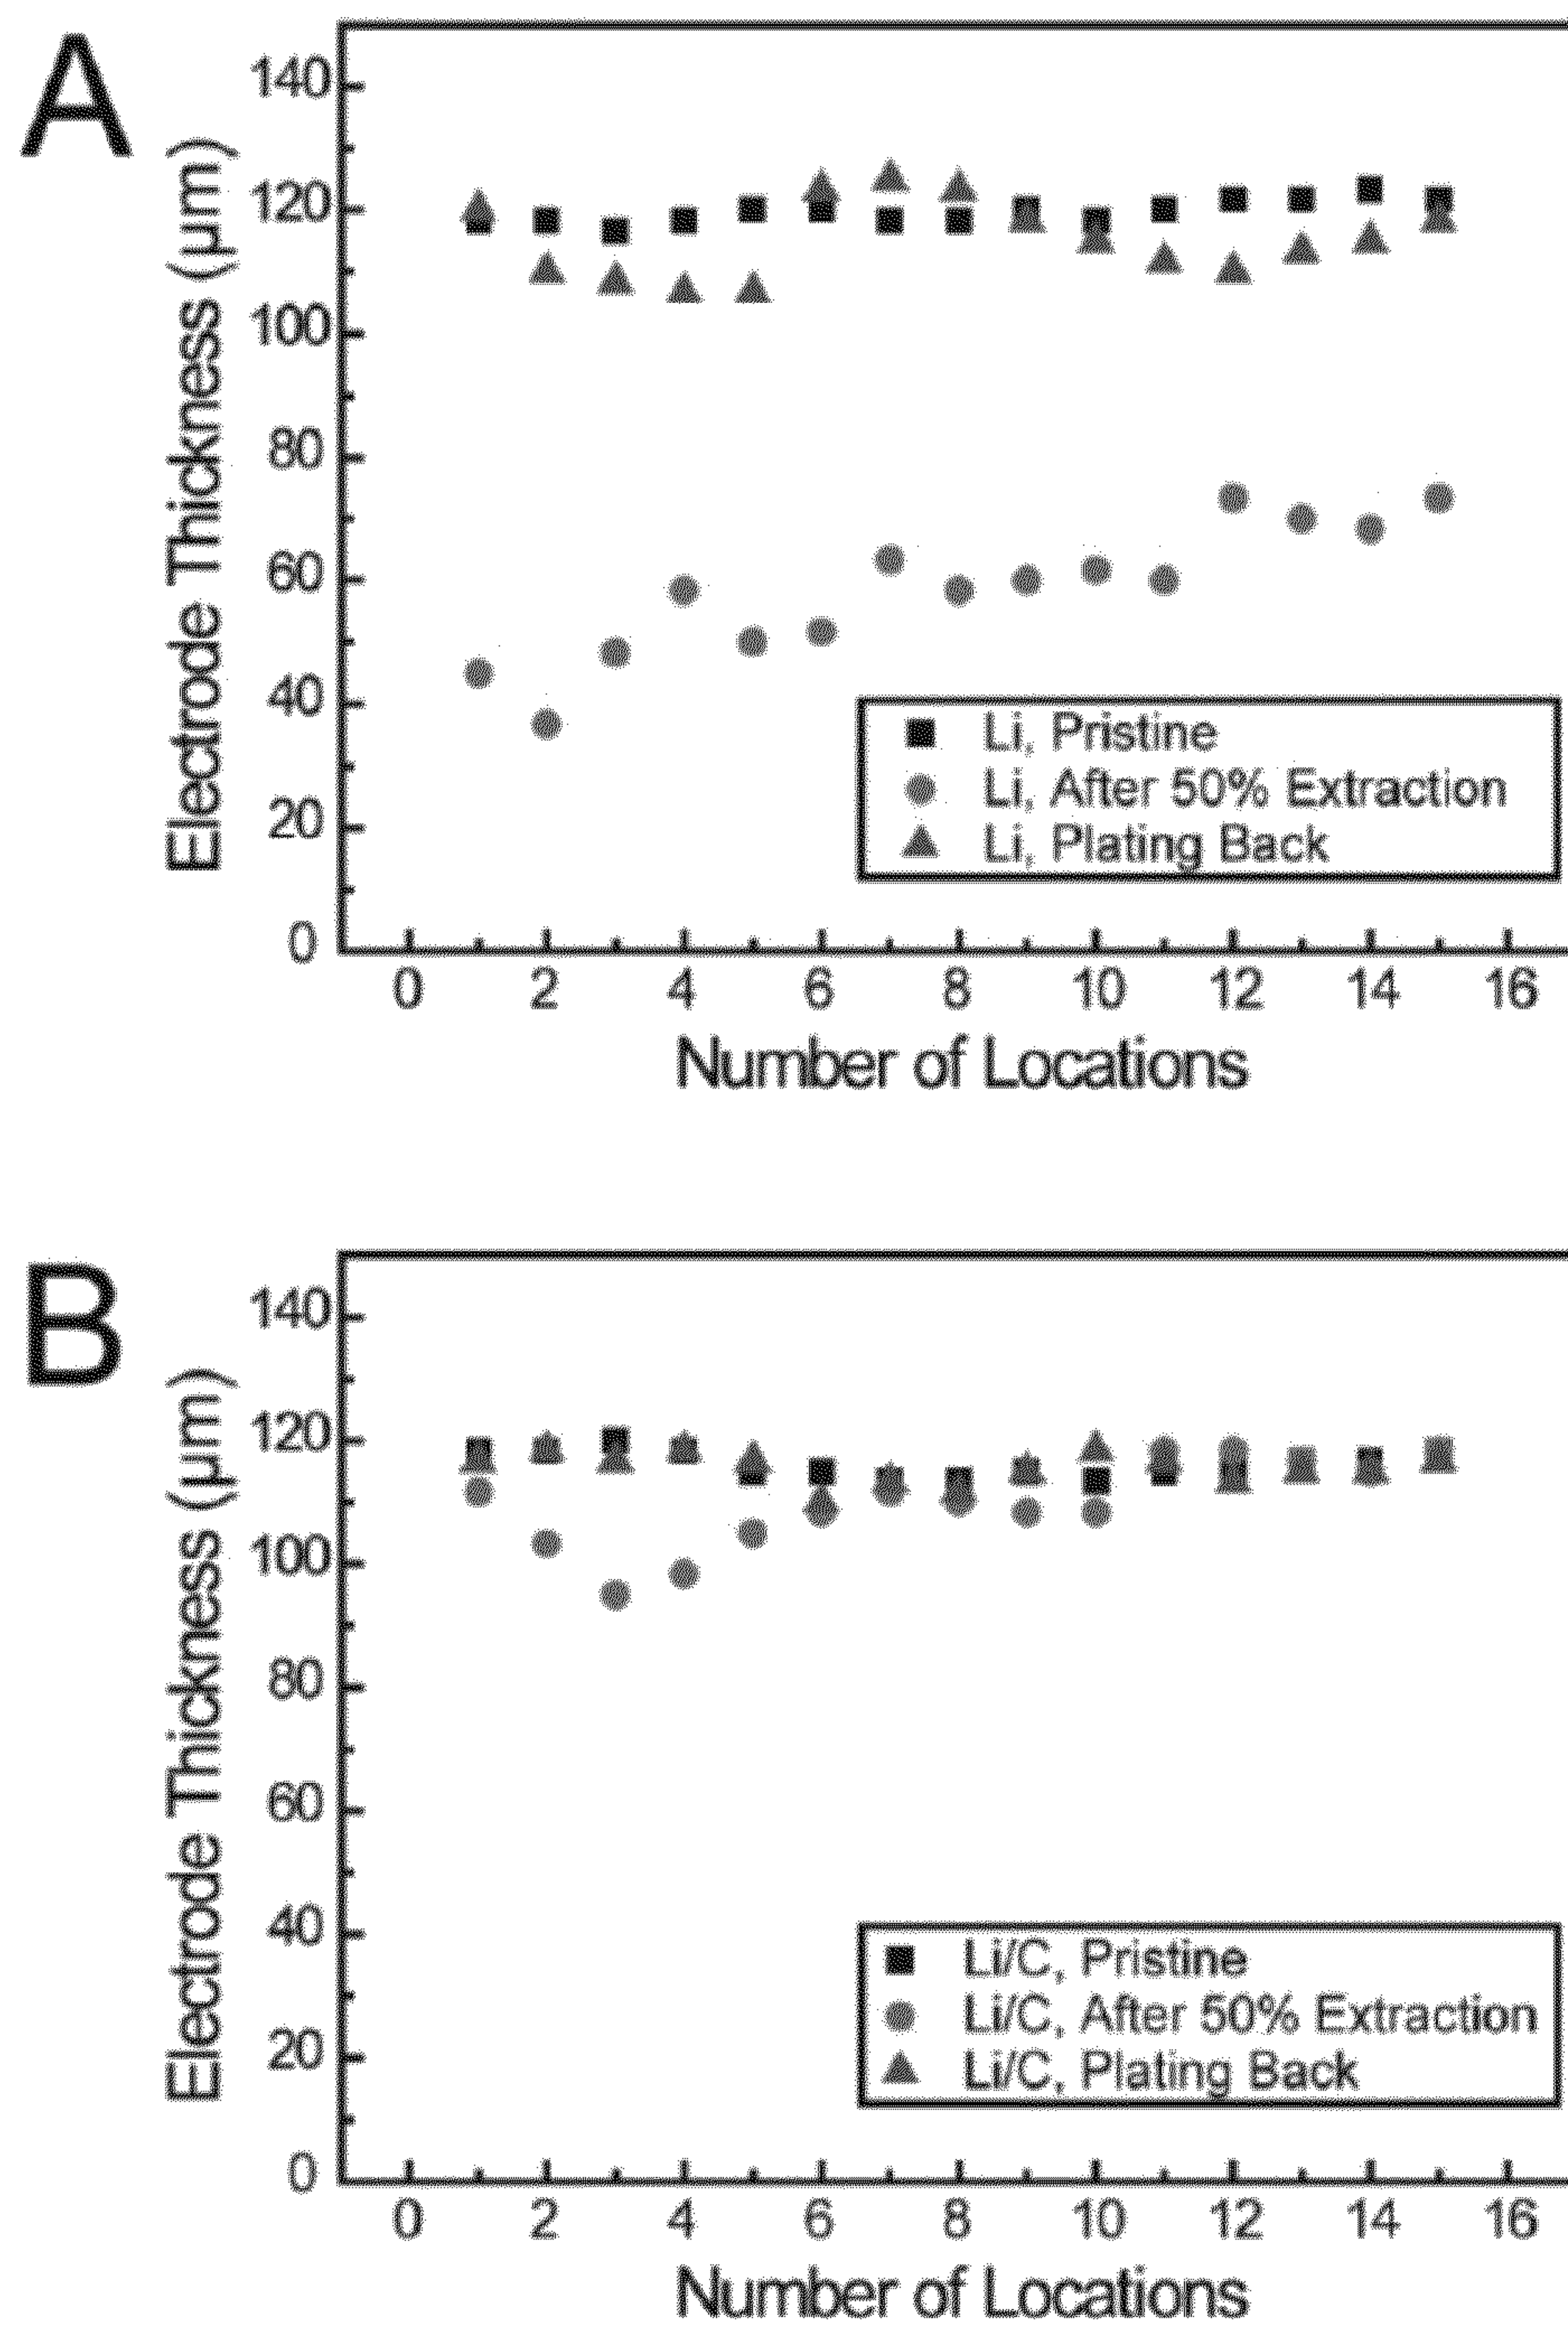 A
Electrode Thickness (μm)
140
120
100
80
60
40
20
0
Li, Pristine
Li, After 50% Extraction
Li, Plating Back
0 2 4 6 8 10 12 14 16
Number of Locations
B
Electrode Thickness (μm)
140
120
100
80
60
40
20
0
Li/C, Pristine
Li/C, After 50% Extraction
Li/C, Plating Back
0 2 4 6 8 10 12 14 16
Number of Locations